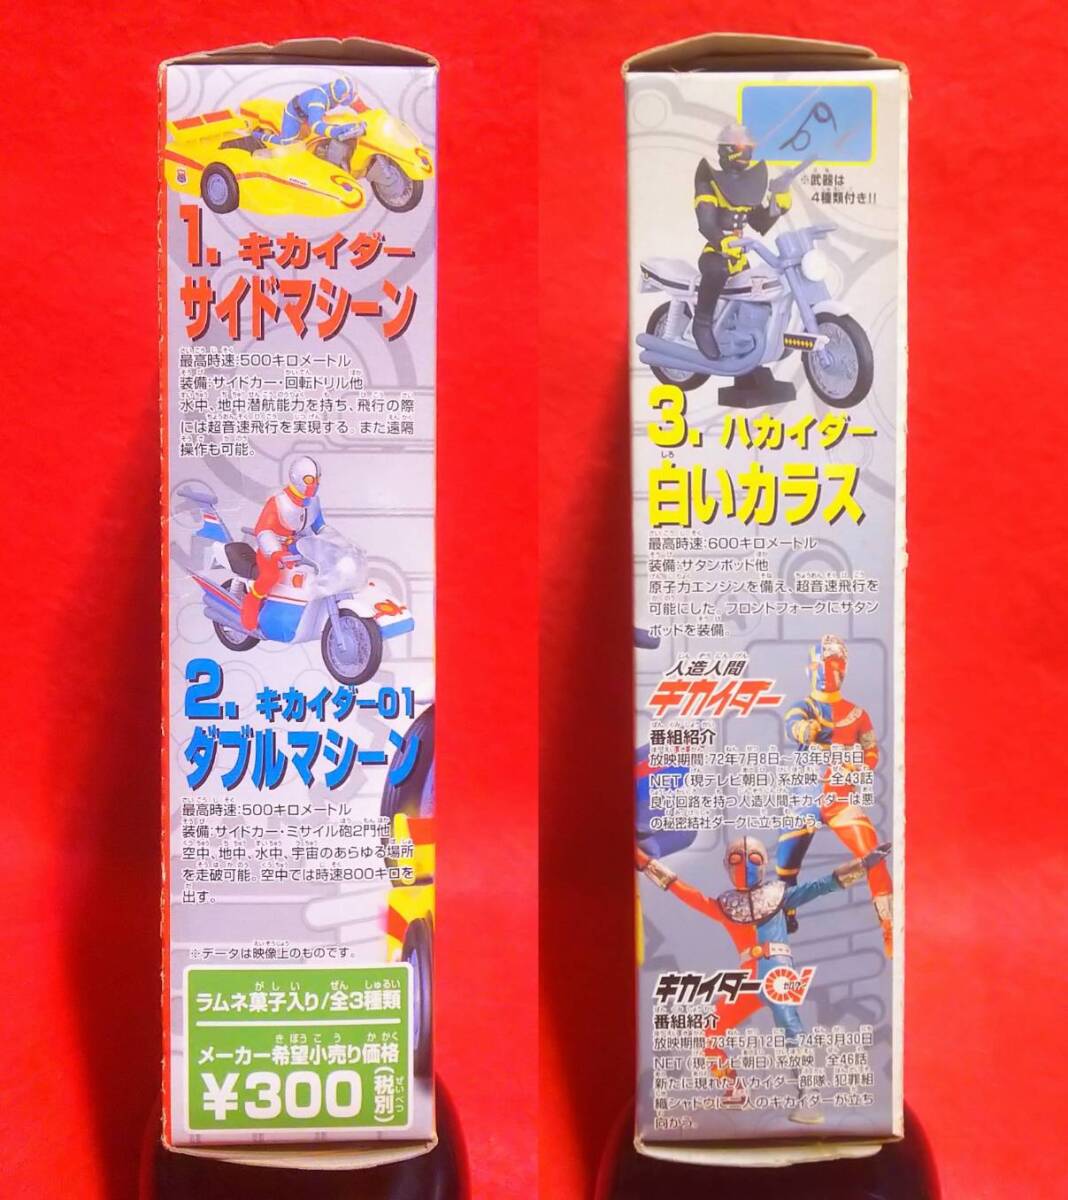 1. キカイダー
サイドマシーン
最高時速:500キロメートル
装備:サイドカー・回転ドリル他
水中、地中潜航能力を持ち、飛行の際
には超音速飛行を実現する。また遠隔
操作も可能。
2. キカイダー01
ダブルマシーン
最高時速:500キロメートル
装備:サイドカー・ミサイル砲2門他
空中、地中、水中、宇宙のあらゆる場所
を走破可能。空中では時速800キロを
出す。
※データは映像上のものです。
ラムネ菓子入り/全3種類
メーカー希望小売り価格
¥300(税別)
※武器は
4種類付き!!
3. ハカイダー
白いカラス
最高時速:600キロメートル
装備:サタンポッド他
原子力エンジンを備え、超音速飛行を
可能にした。フロントフォークにサタン
ポッドを装備。
人造人間
キカイダー
番組紹介
放映期間:72年7月8日〜73年5月5日
NET(現テレビ朝日)系放映 全43話
良心回路を持つ人造人間キカイダーは悪
の秘密結社ダークに立ち向かう。
キカイダー01
ゼロワン
番組紹介
放映期間:73年5月12日〜74年3月30日
NET(現テレビ朝日)系放映 全46話
新たに現れたハカイダー部隊、犯罪組
織シャドウに二人のキカイダーが立ち
向かう。